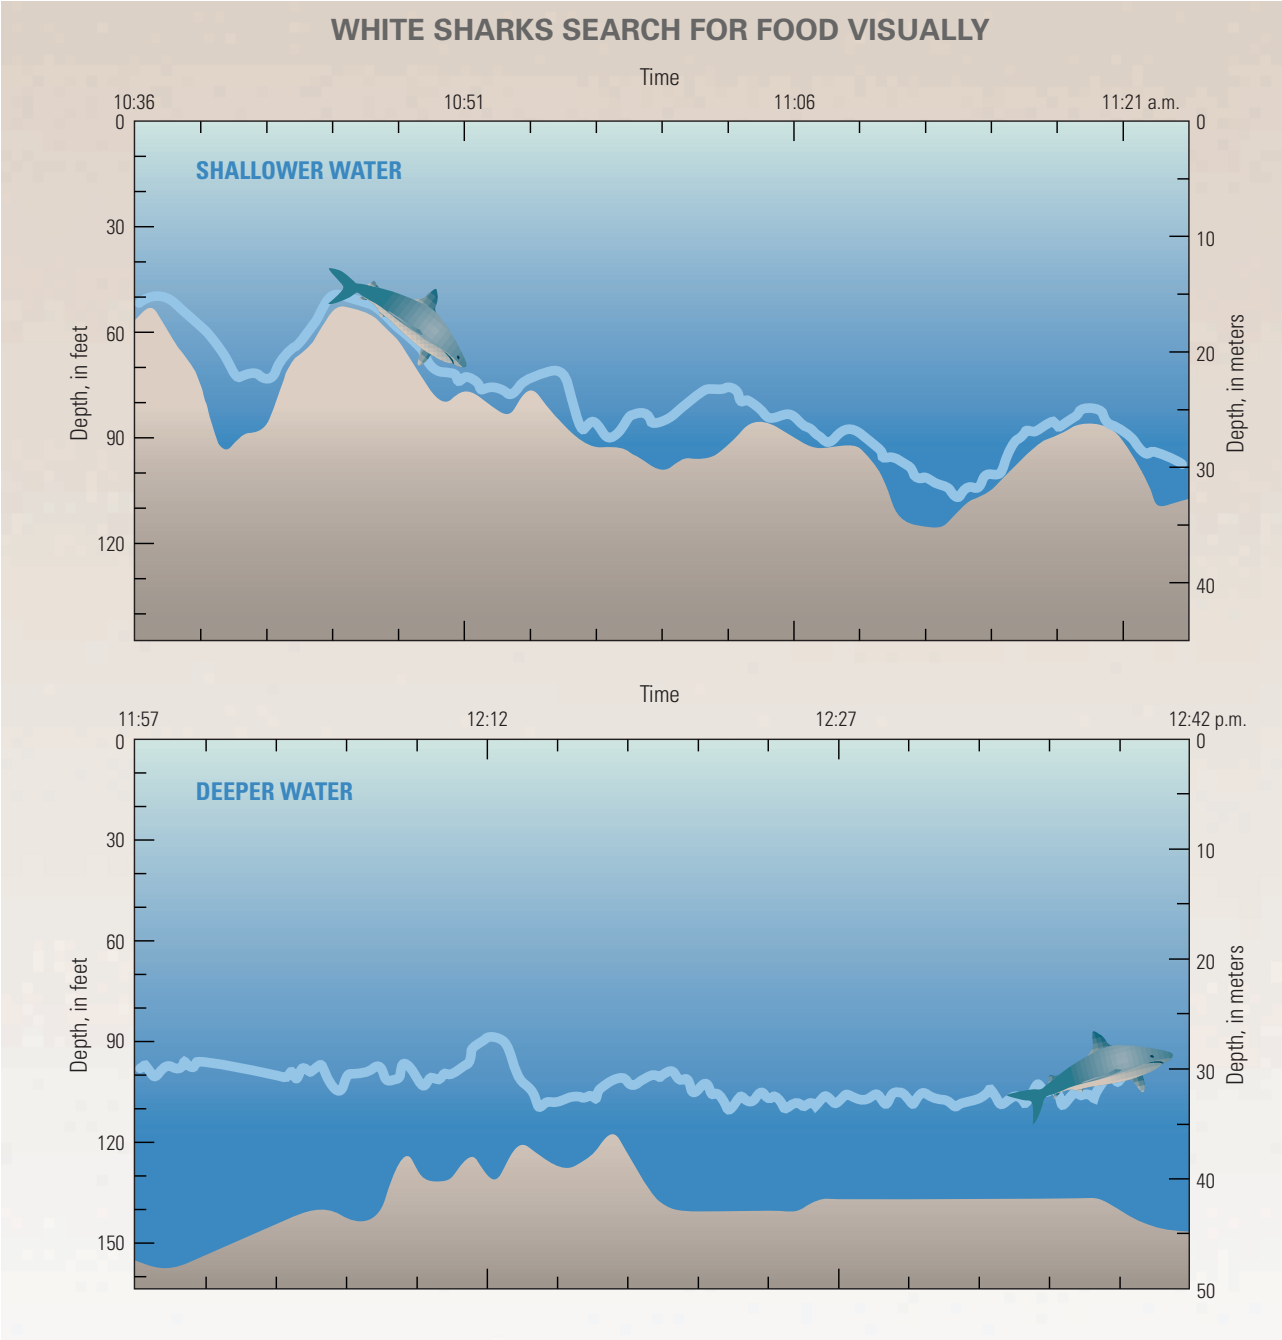 WHITE SHARKS SEARCH FOR FOOD VISUALLY
Time
10:36 10:51 11:06 11:21 a.m.
SHALLOWER WATER
Depth, in feet
0
30
60
90
120
Depth, in meters
0
10
20
30
40
Time
11:57 12:12 12:27 12:42 p.m.
DEEPER WATER
Depth, in feet
0
30
60
90
120
150
Depth, in meters
0
10
20
30
40
50